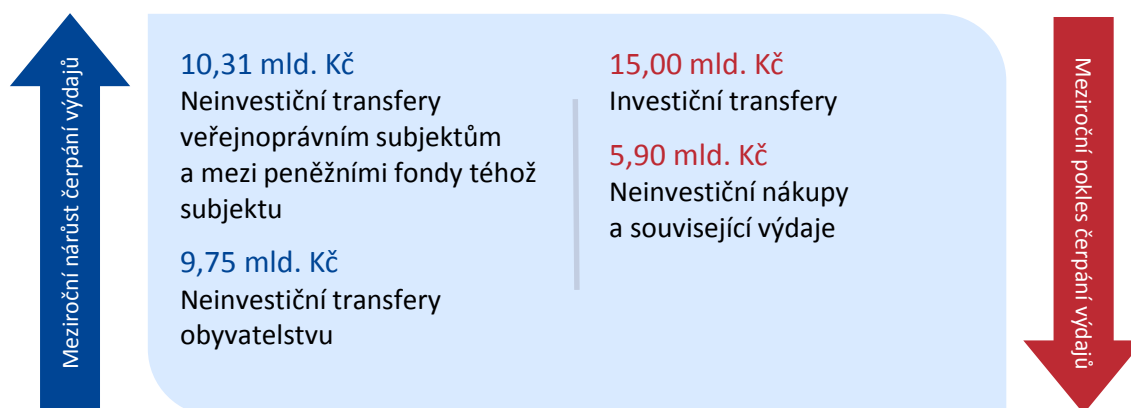 Meziroční nárůst čerpání výdajů
10,31 mld. Kč
Neinvestiční transfery
veřejnoprávním subjektům
a mezi peněžními fondy téhož
subjektu
9,75 mld. Kč
Neinvestiční transfery
obyvatelstvu
15,00 mld. Kč
Investiční transfery
5,90 mld. Kč
Neinvestiční nákupy
a související výdaje
Meziroční pokles čerpání výdajů